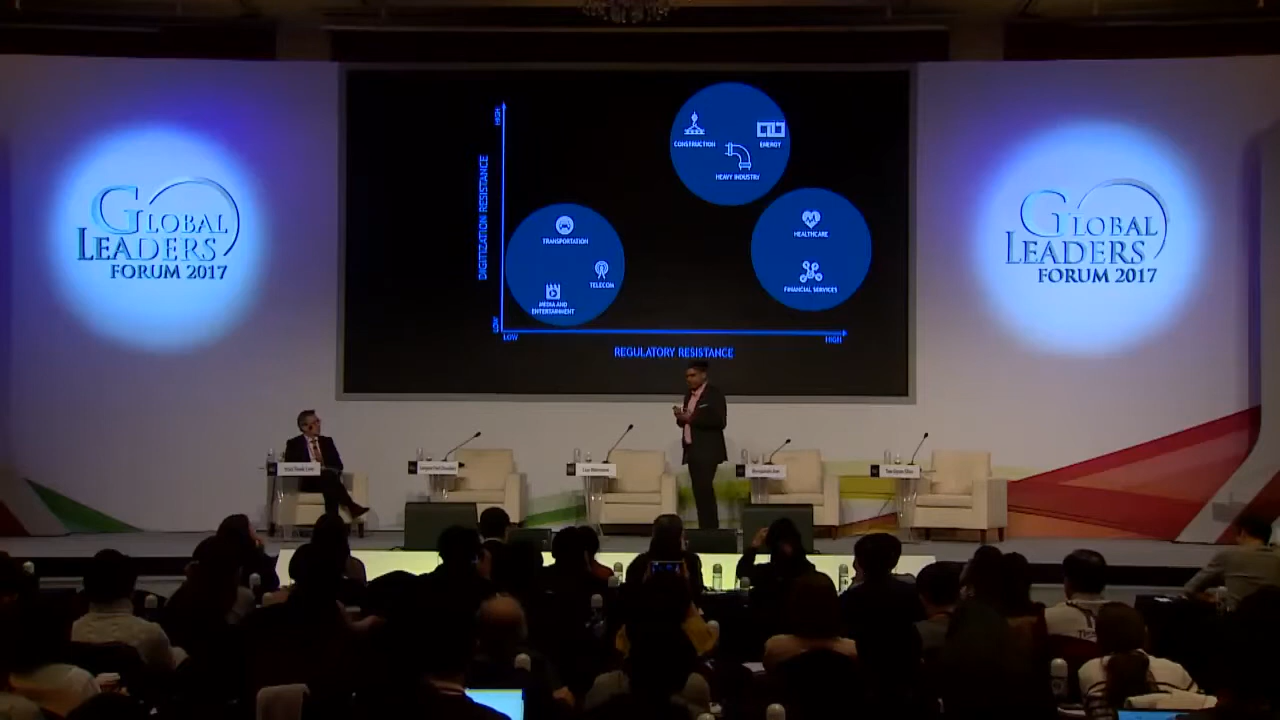 GLOBAL
LEADERS
FORUM 2017
HIGH
DIGITIZATION RESISTANCE
LOW
LOW
REGULATORY RESISTANCE
HIGH
CONSTRUCTION
ENERGY
HEAVY INDUSTRY
TRANSPORTATION
TELECOM
MEDIA AND
ENTERTAINMENT
HEALTHCARE
FINANCIAL SERVICES
GLOBAL
LEADERS
FORUM 2017